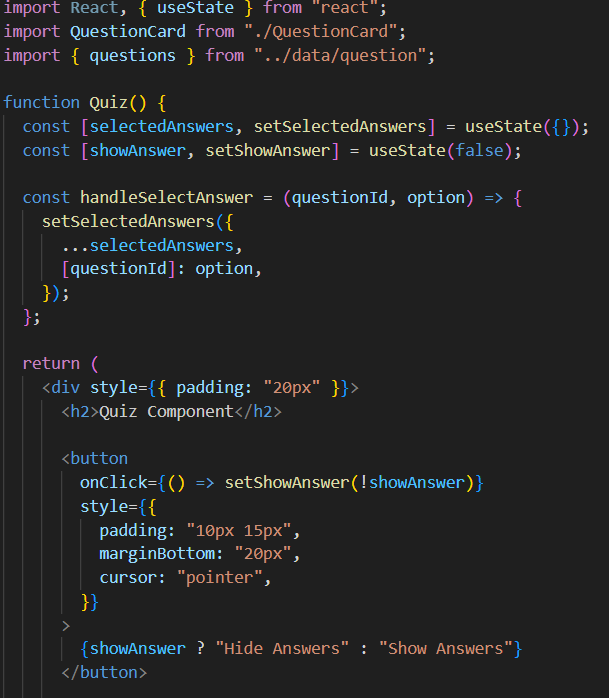 import React, { useState } from "react";
import QuestionCard from "./QuestionCard";
import { questions } from "../data/question";

function Quiz() {
  const [selectedAnswers, setSelectedAnswers] = useState({});
  const [showAnswer, setShowAnswer] = useState(false);

  const handleSelectAnswer = (questionId, option) => {
    setSelectedAnswers({
      ...selectedAnswers,
      [questionId]: option,
    });
  };

  return (
    <div style={{ padding: "20px" }}>
      <h2>Quiz Component</h2>

      <button
        onClick={() => setShowAnswer(!showAnswer)}
        style={{
          padding: "10px 15px",
          marginBottom: "20px",
          cursor: "pointer",
        }}
      >
        {showAnswer ? "Hide Answers" : "Show Answers"}
      </button>